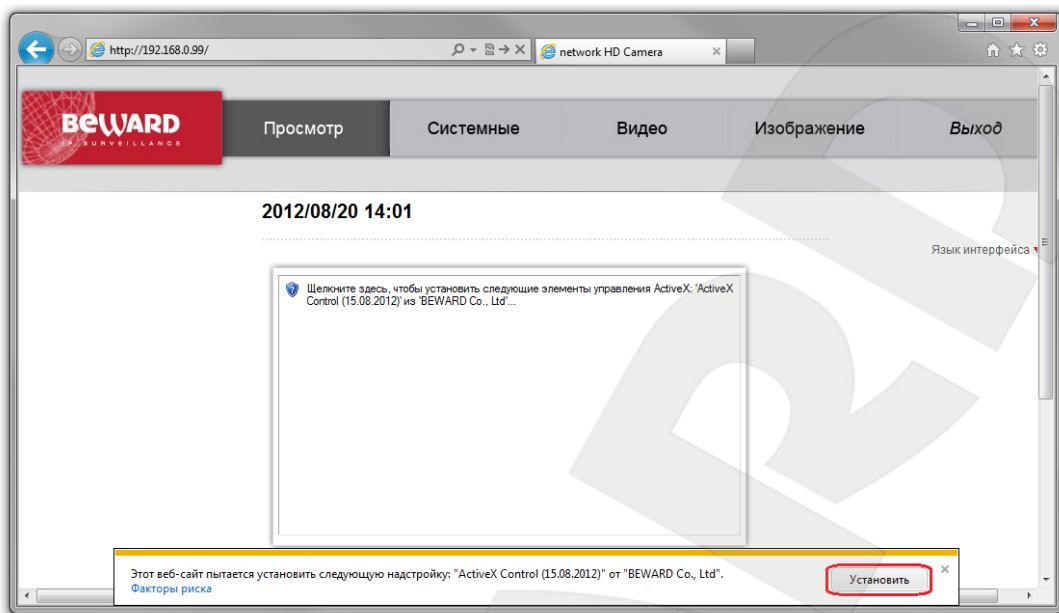 http://192.168.0.99/
network HD Camera
BEWARD
IP SURVEILLANCE
Просмотр
Системные
Видео
Изображение
Выход
2012/08/20 14:01
Язык интерфейса
Щелкните здесь, чтобы установить следующие элементы управления ActiveX: 'ActiveX
Control (15.08.2012)' из 'BEWARD Co., Ltd'...
Этот веб-сайт пытается установить следующую надстройку: "ActiveX Control (15.08.2012)" от "BEWARD Co., Ltd".
Факторы риска
Установить